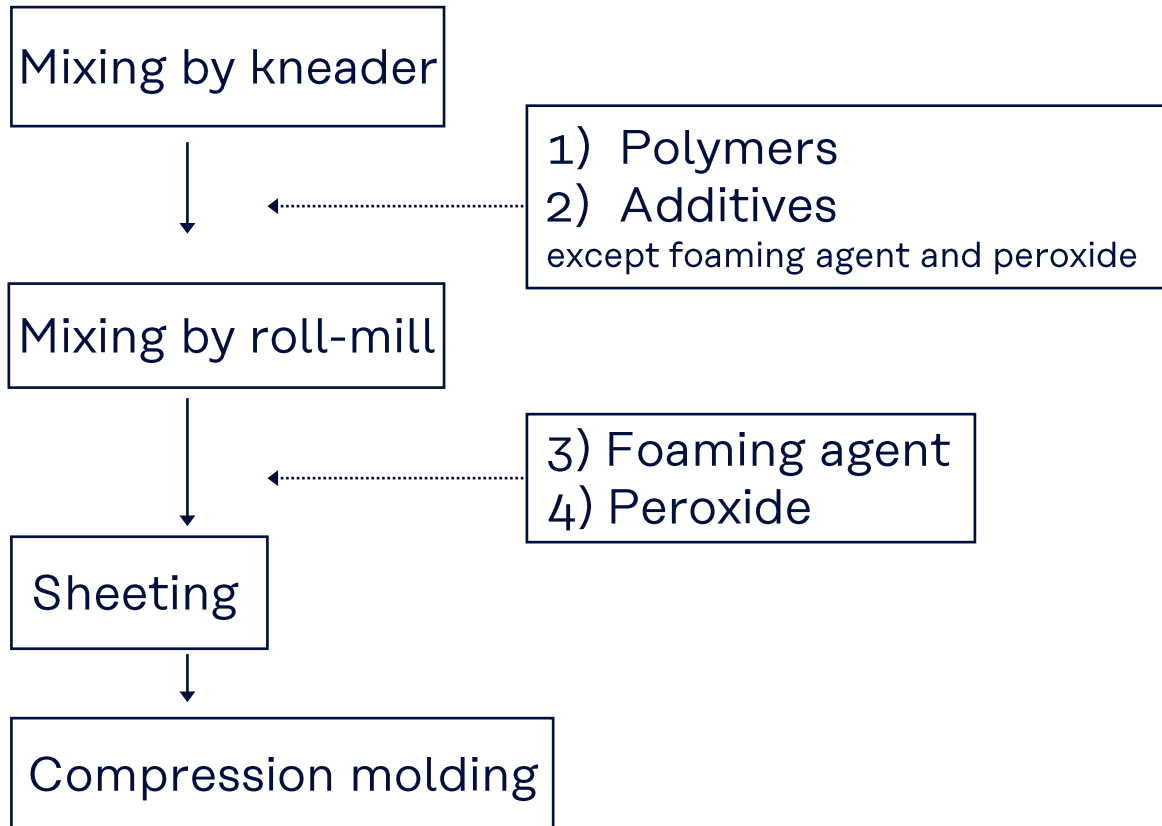 Mixing by kneader
1) Polymers
2) Additives
except foaming agent and peroxide
Mixing by roll-mill
3) Foaming agent
4) Peroxide
Sheeting
Compression molding